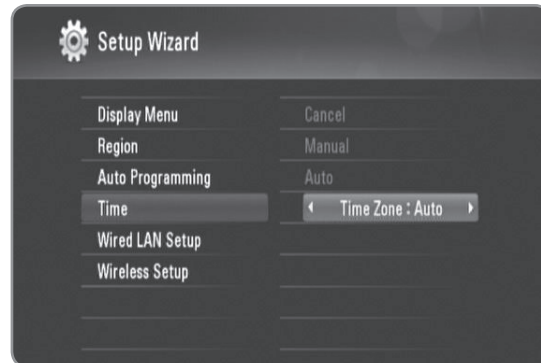 Setup Wizard
Display Menu Cancel
Region Manual
Auto Programming Auto
Time Time Zone : Auto
Wired LAN Setup
Wireless Setup